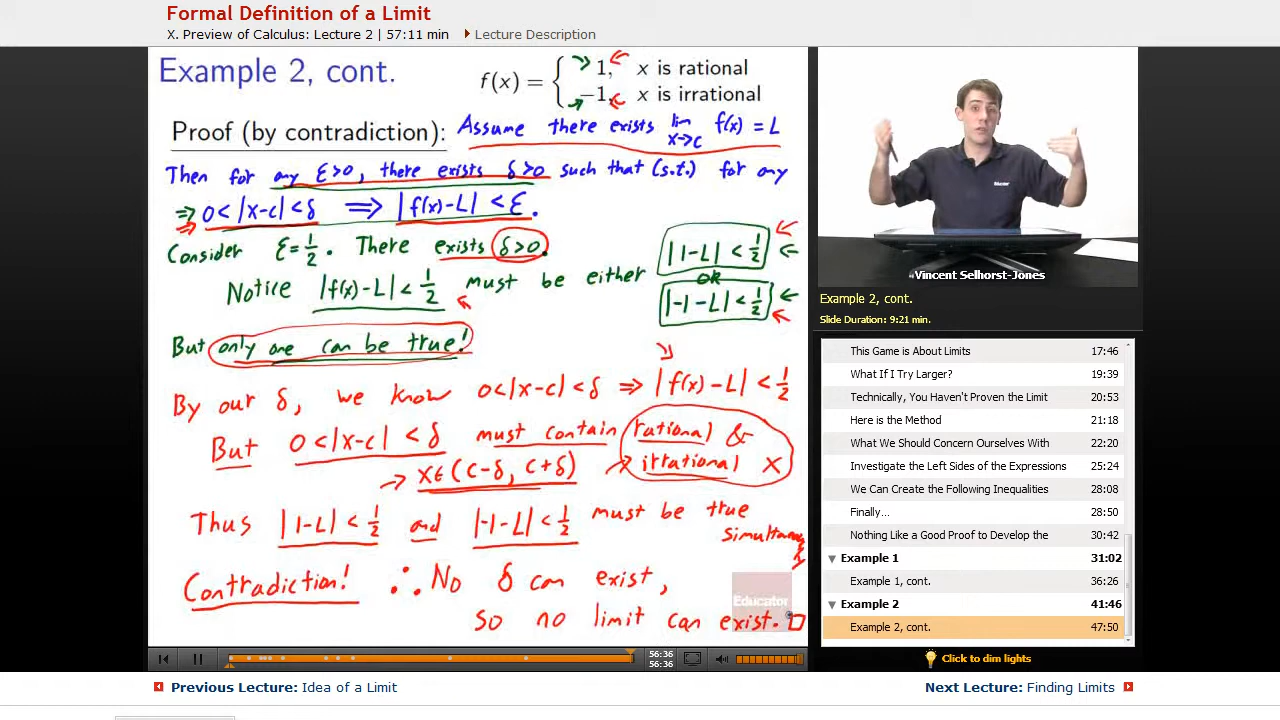 Formal Definition of a Limit
X. Preview of Calculus: Lecture 2 | 57:11 min
Lecture Description
Example 2, cont.
f(x) = { 1, x is rational
−1, x is irrational
Proof (by contradiction): Assume there exists lim x→c f(x) = L
Then for any ε>0, there exists δ>0 such that (s.t.) for any
⇒ 0<|x-c|<δ ⟹ |f(x)-L|<ε.
Consider ε=1/2. There exists δ>0.
|1-L| < 1/2
Notice |f(x)-L|<1/2 must be either
OR
|-1-L|<1/2
But only one can be true!
By our δ, we know 0<|x-c|<δ ⇒ |f(x)-L|<1/2
But 0<|x-c|<δ must contain rational &
→ x∈(c-δ, c+δ) → irrational x
Thus |1-L|<1/2 and |-1-L|<1/2 must be true
simultaneously
Contradiction! ∴ No δ can exist,
so no limit can exist. □
Educator
Educator
Vincent Selhorst-Jones
Example 2, cont.
Slide Duration: 9:21 min.
This Game is About Limits 17:46
What If I Try Larger? 19:39
Technically, You Haven't Proven the Limit 20:53
Here is the Method 21:18
What We Should Concern Ourselves With 22:20
Investigate the Left Sides of the Expressions 25:24
We Can Create the Following Inequalities 28:08
Finally… 28:50
Nothing Like a Good Proof to Develop the 30:42
Example 1 31:02
Example 1, cont. 36:26
Example 2 41:46
Example 2, cont. 47:50
56:36
56:36
Click to dim lights
Previous Lecture: Idea of a Limit
Next Lecture: Finding Limits